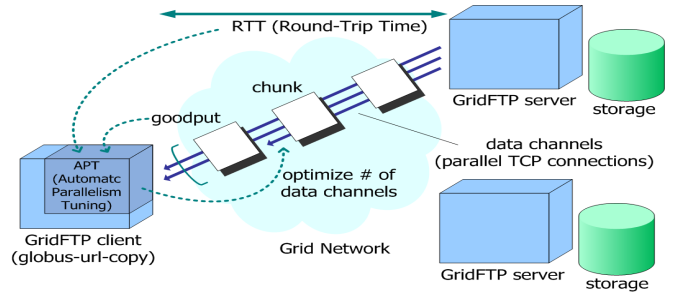 RTT (Round-Trip Time)
chunk
GridFTP server
storage
goodput
data channels
(parallel TCP connections)
APT
(Automatc
Parallelism
Tuning)
optimize # of
data channels
GridFTP client
(globus-url-copy)
Grid Network
GridFTP server
storage